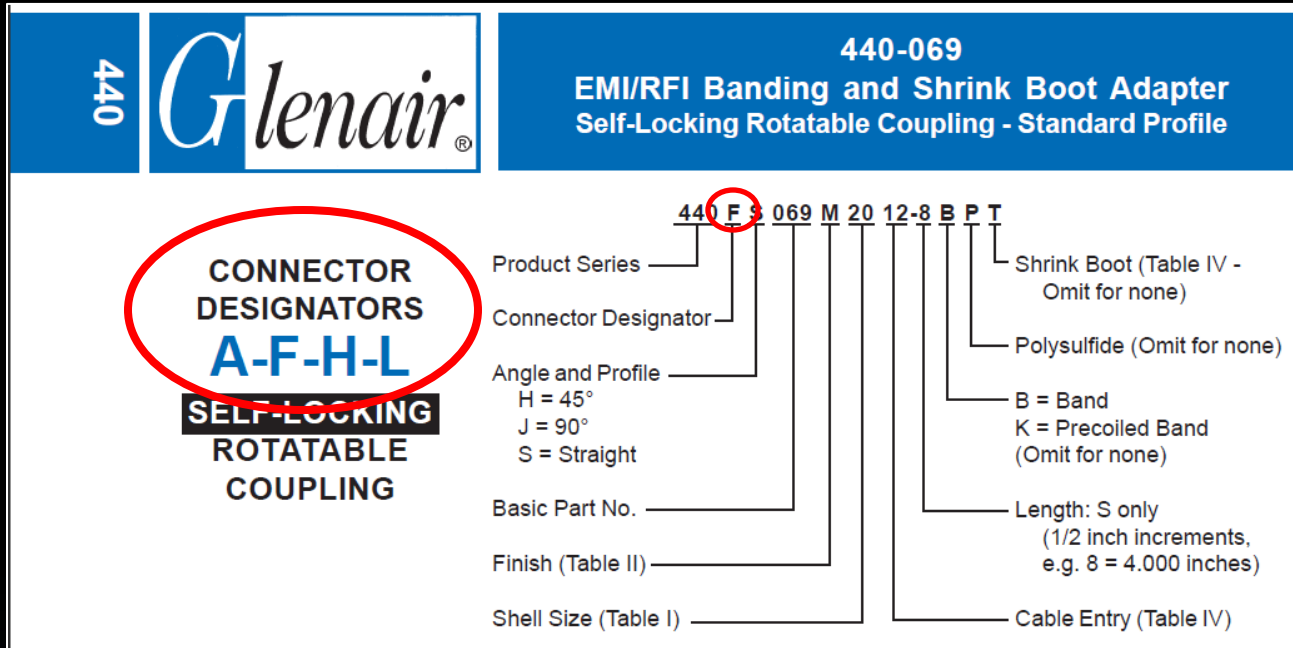 440
Glenair®
440-069
EMI/RFI Banding and Shrink Boot Adapter
Self-Locking Rotatable Coupling - Standard Profile
CONNECTOR
DESIGNATORS
A-F-H-L
SELF-LOCKING
ROTATABLE
COUPLING
440 F S 069 M 20 12-8 B P T
Product Series
Connector Designator
Angle and Profile
H = 45°
J = 90°
S = Straight
Basic Part No.
Finish (Table II)
Shell Size (Table I)
Shrink Boot (Table IV -
Omit for none)
Polysulfide (Omit for none)
B = Band
K = Precoiled Band
(Omit for none)
Length: S only
(1/2 inch increments,
e.g. 8 = 4.000 inches)
Cable Entry (Table IV)